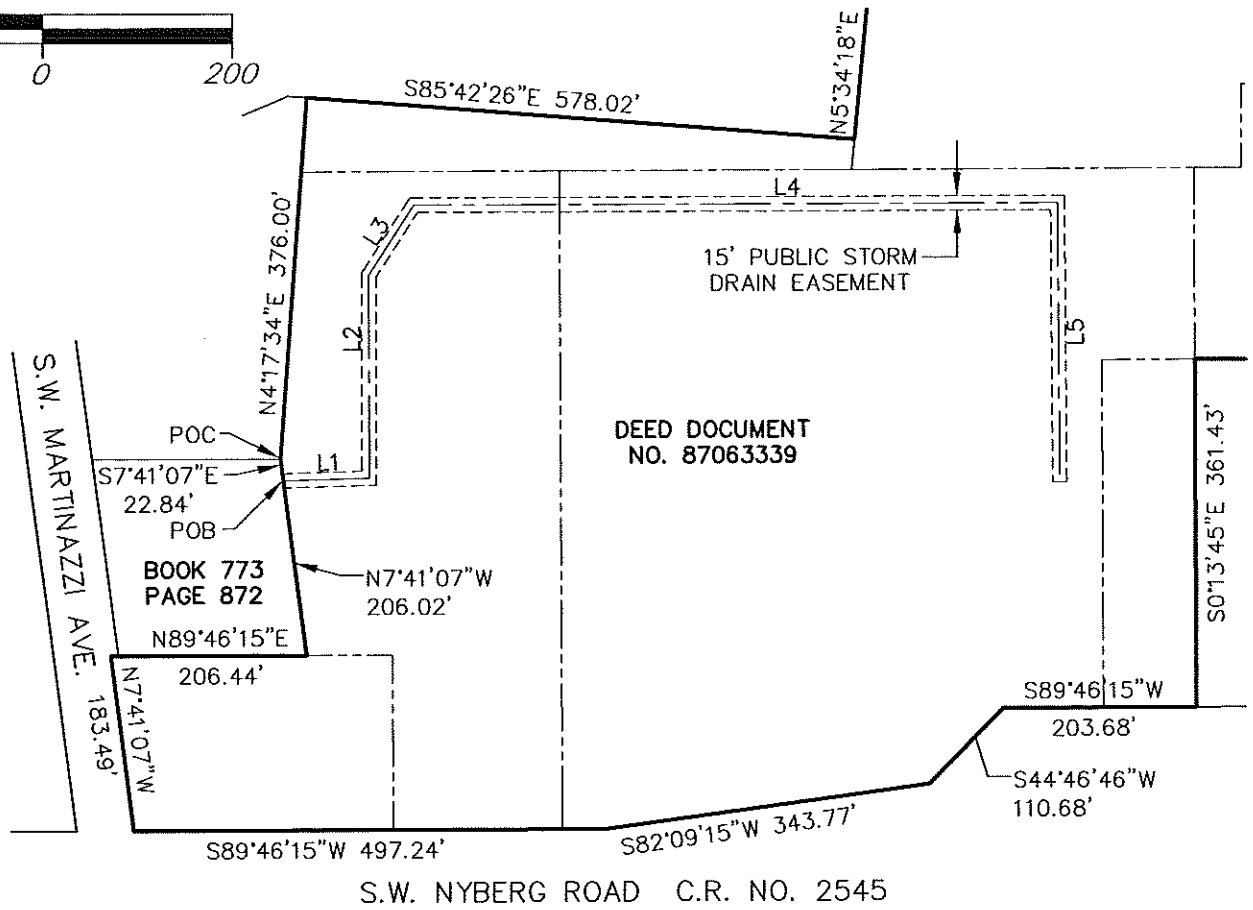 0
200
S85°42'26"E 578.02'
N5°34'18"E
L4
L3
15' PUBLIC STORM
DRAIN EASEMENT
N4°17'34"E 376.00'
L2
L5
S.W. MARTINAZZI AVE.
POC
L1
S7°41'07"E
22.84'
POB
DEED DOCUMENT
NO. 87063339
S0°13'45"E 361.43'
BOOK 773
PAGE 872
N7°41'07"W
206.02'
N89°46'15"E
206.44'
N7°41'07"W
183.49'
S89°46'15"W
203.68'
S44°46'46"W
110.68'
S89°46'15"W 497.24'
S82°09'15"W 343.77'
S.W. NYBERG ROAD C.R. NO. 2545